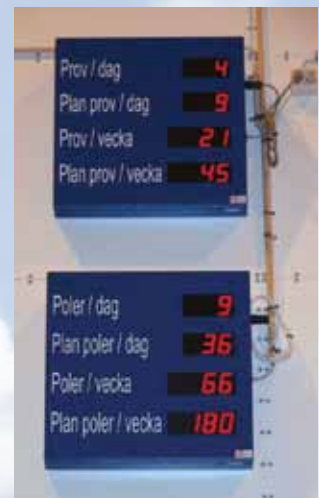 Prov / dag 4
Plan prov / dag 9
Prov / vecka 21
Plan prov / vecka 45
Poler / dag 9
Plan poler / dag 36
Poler / vecka 66
Plan poler / vecka 180